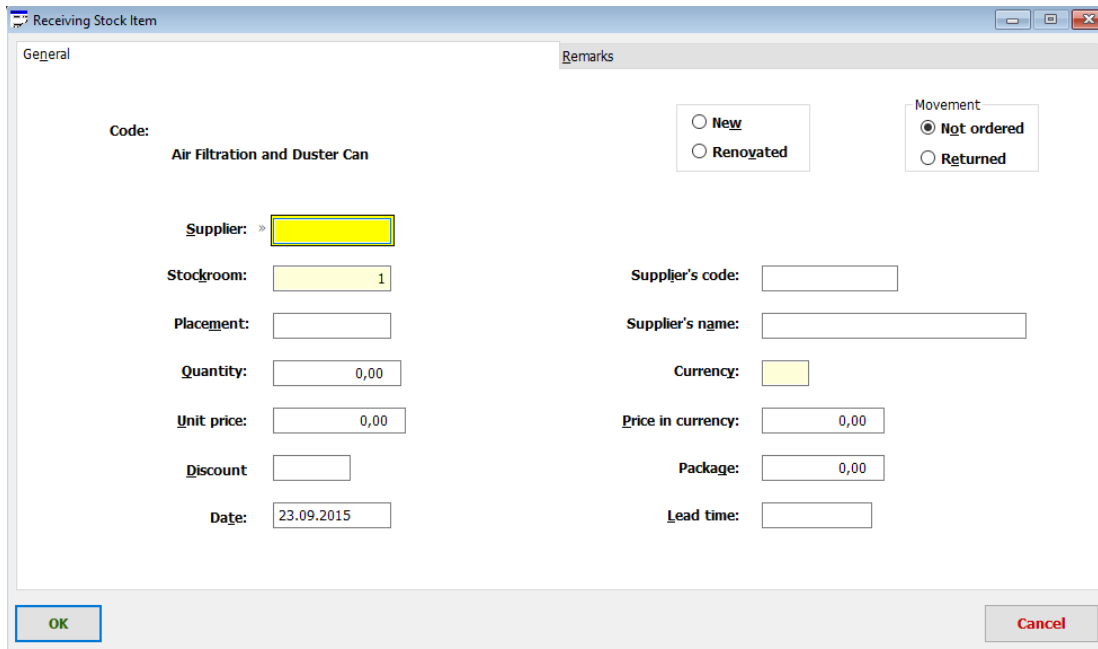 Receiving Stock Item
General
Remarks
Code:
Air Filtration and Duster Can
New
Renovated
Movement
Not ordered
Returned
Supplier: »
Stockroom: 1
Supplier's code:
Placement:
Supplier's name:
Quantity: 0,00
Currency:
Unit price: 0,00
Price in currency: 0,00
Discount
Package: 0,00
Date: 23.09.2015
Lead time:
OK
Cancel